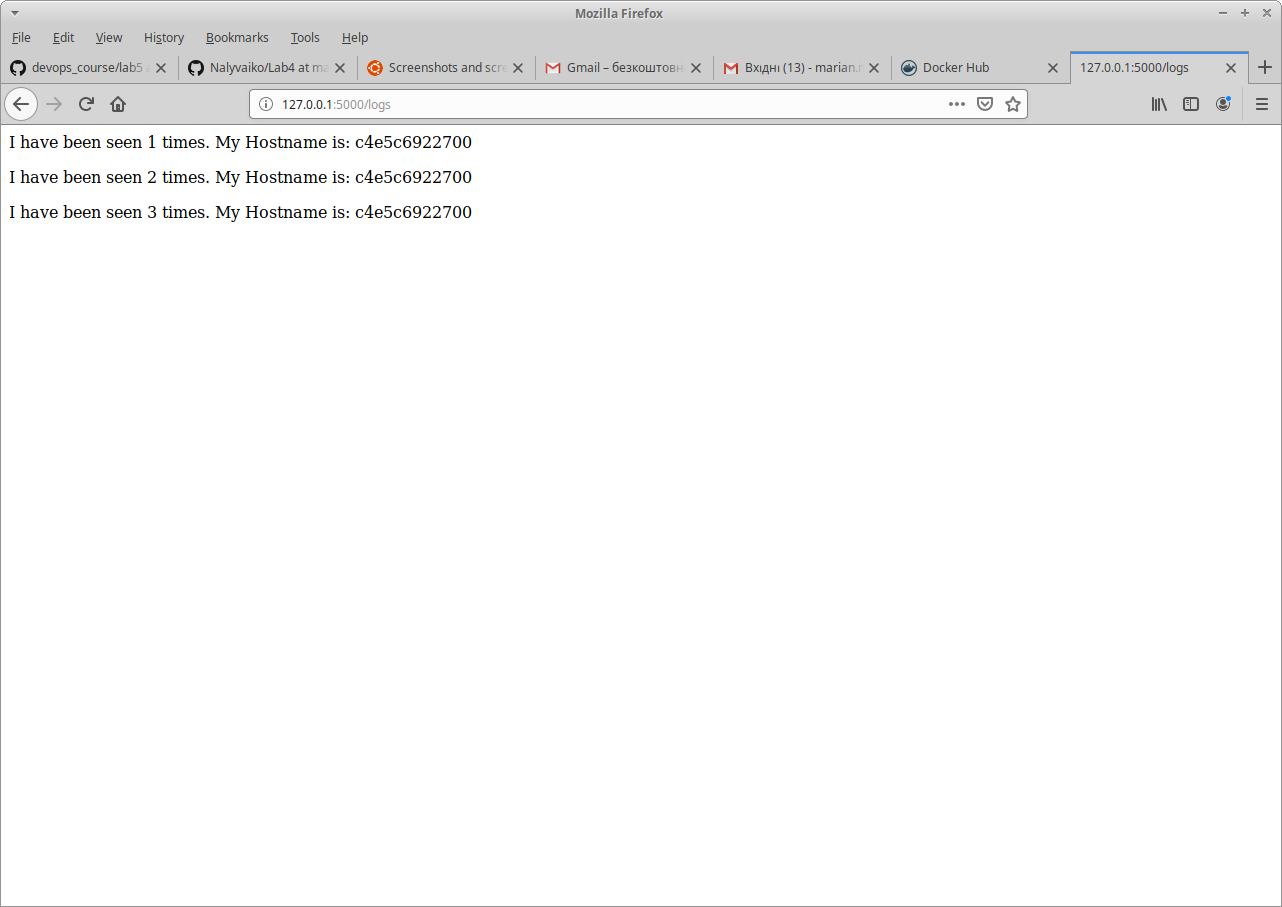 Mozilla Firefox
File Edit View History Bookmarks Tools Help
devops_course/lab5 Nalyvaiko/Lab4 at Screenshots and Gmail – безкоштовн Вхідні (13) - marian. Docker Hub 127.0.0.1:5000/logs
127.0.0.1:5000/logs
I have been seen 1 times. My Hostname is: c4e5c6922700
I have been seen 2 times. My Hostname is: c4e5c6922700
I have been seen 3 times. My Hostname is: c4e5c6922700